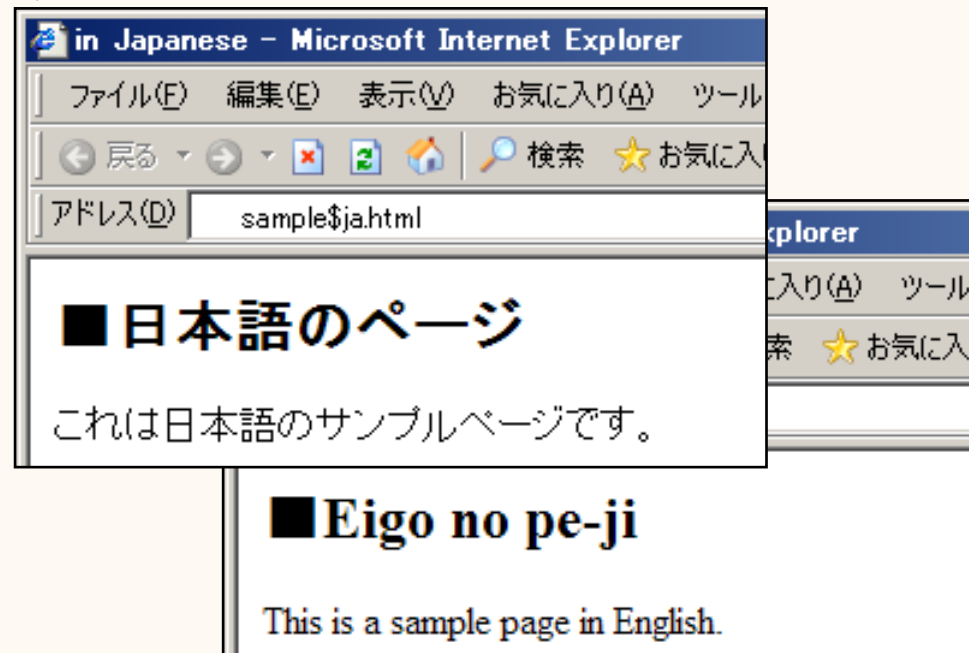 in Japanese - Microsoft Internet Explorer
ファイル(F) 編集(E) 表示(V) お気に入り(A) ツール
戻る 検索 お気に入
アドレス(D) sample$ja.html
■日本語のページ
これは日本語のサンプルページです。
xplorer
に入り(A) ツール
索 お気に入
■Eigo no pe-ji
This is a sample page in English.